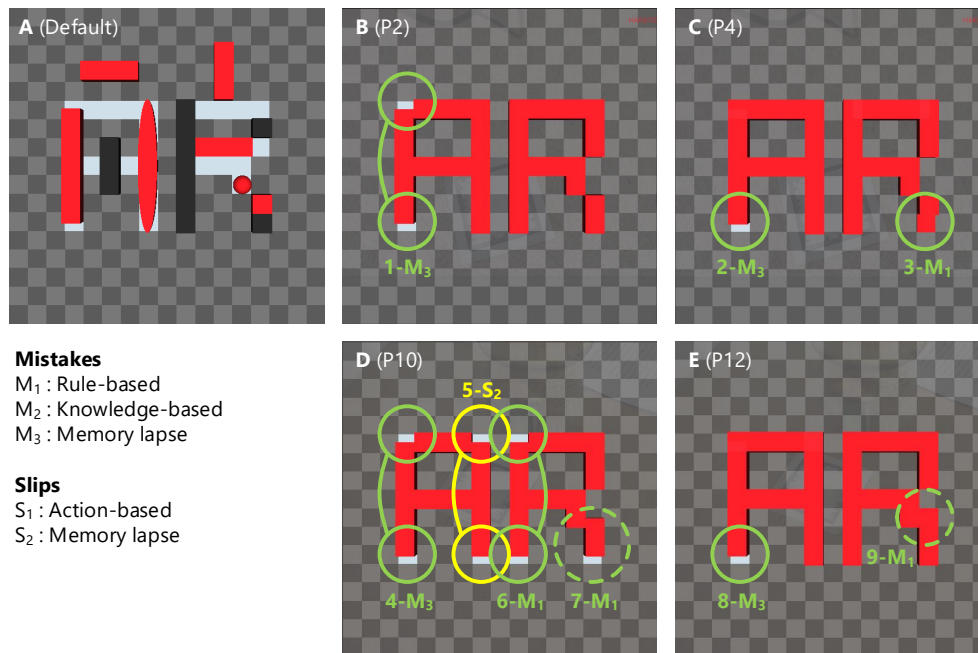 A (Default)
B (P2)
C (P4)
1-M₃
2-M₃
3-M₁
Mistakes
M₁ : Rule-based
M₂ : Knowledge-based
M₃ : Memory lapse
Slips
S₁ : Action-based
S₂ : Memory lapse
D (P10)
E (P12)
5-S₂
9-M₁
4-M₃
6-M₁
7-M₁
8-M₃